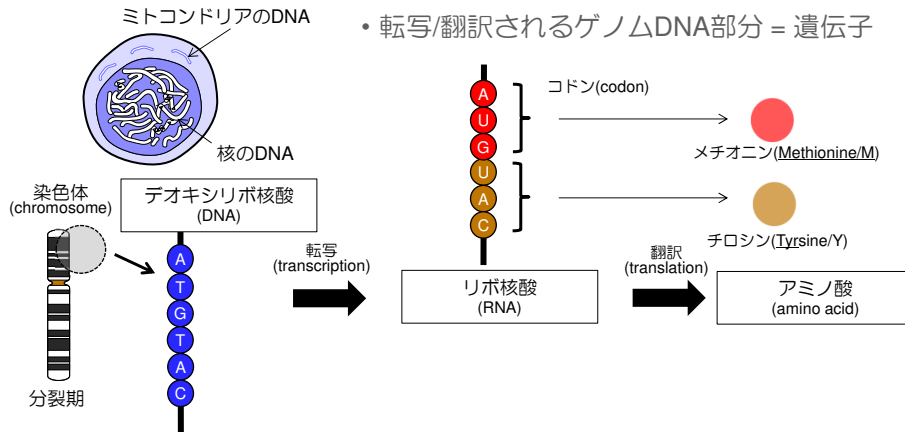 ミトコンドリアのDNA
• 転写/翻訳されるゲノムDNA部分 = 遺伝子
核のDNA
染色体
(chromosome)
デオキシリボ核酸
(DNA)
A
T
G
T
A
C
分裂期
転写
(transcription)
A
U
G
U
A
C
コドン(codon)
リボ核酸
(RNA)
翻訳
(translation)
メチオニン(Methionine/M)
チロシン(Tyrsine/Y)
アミノ酸
(amino acid)